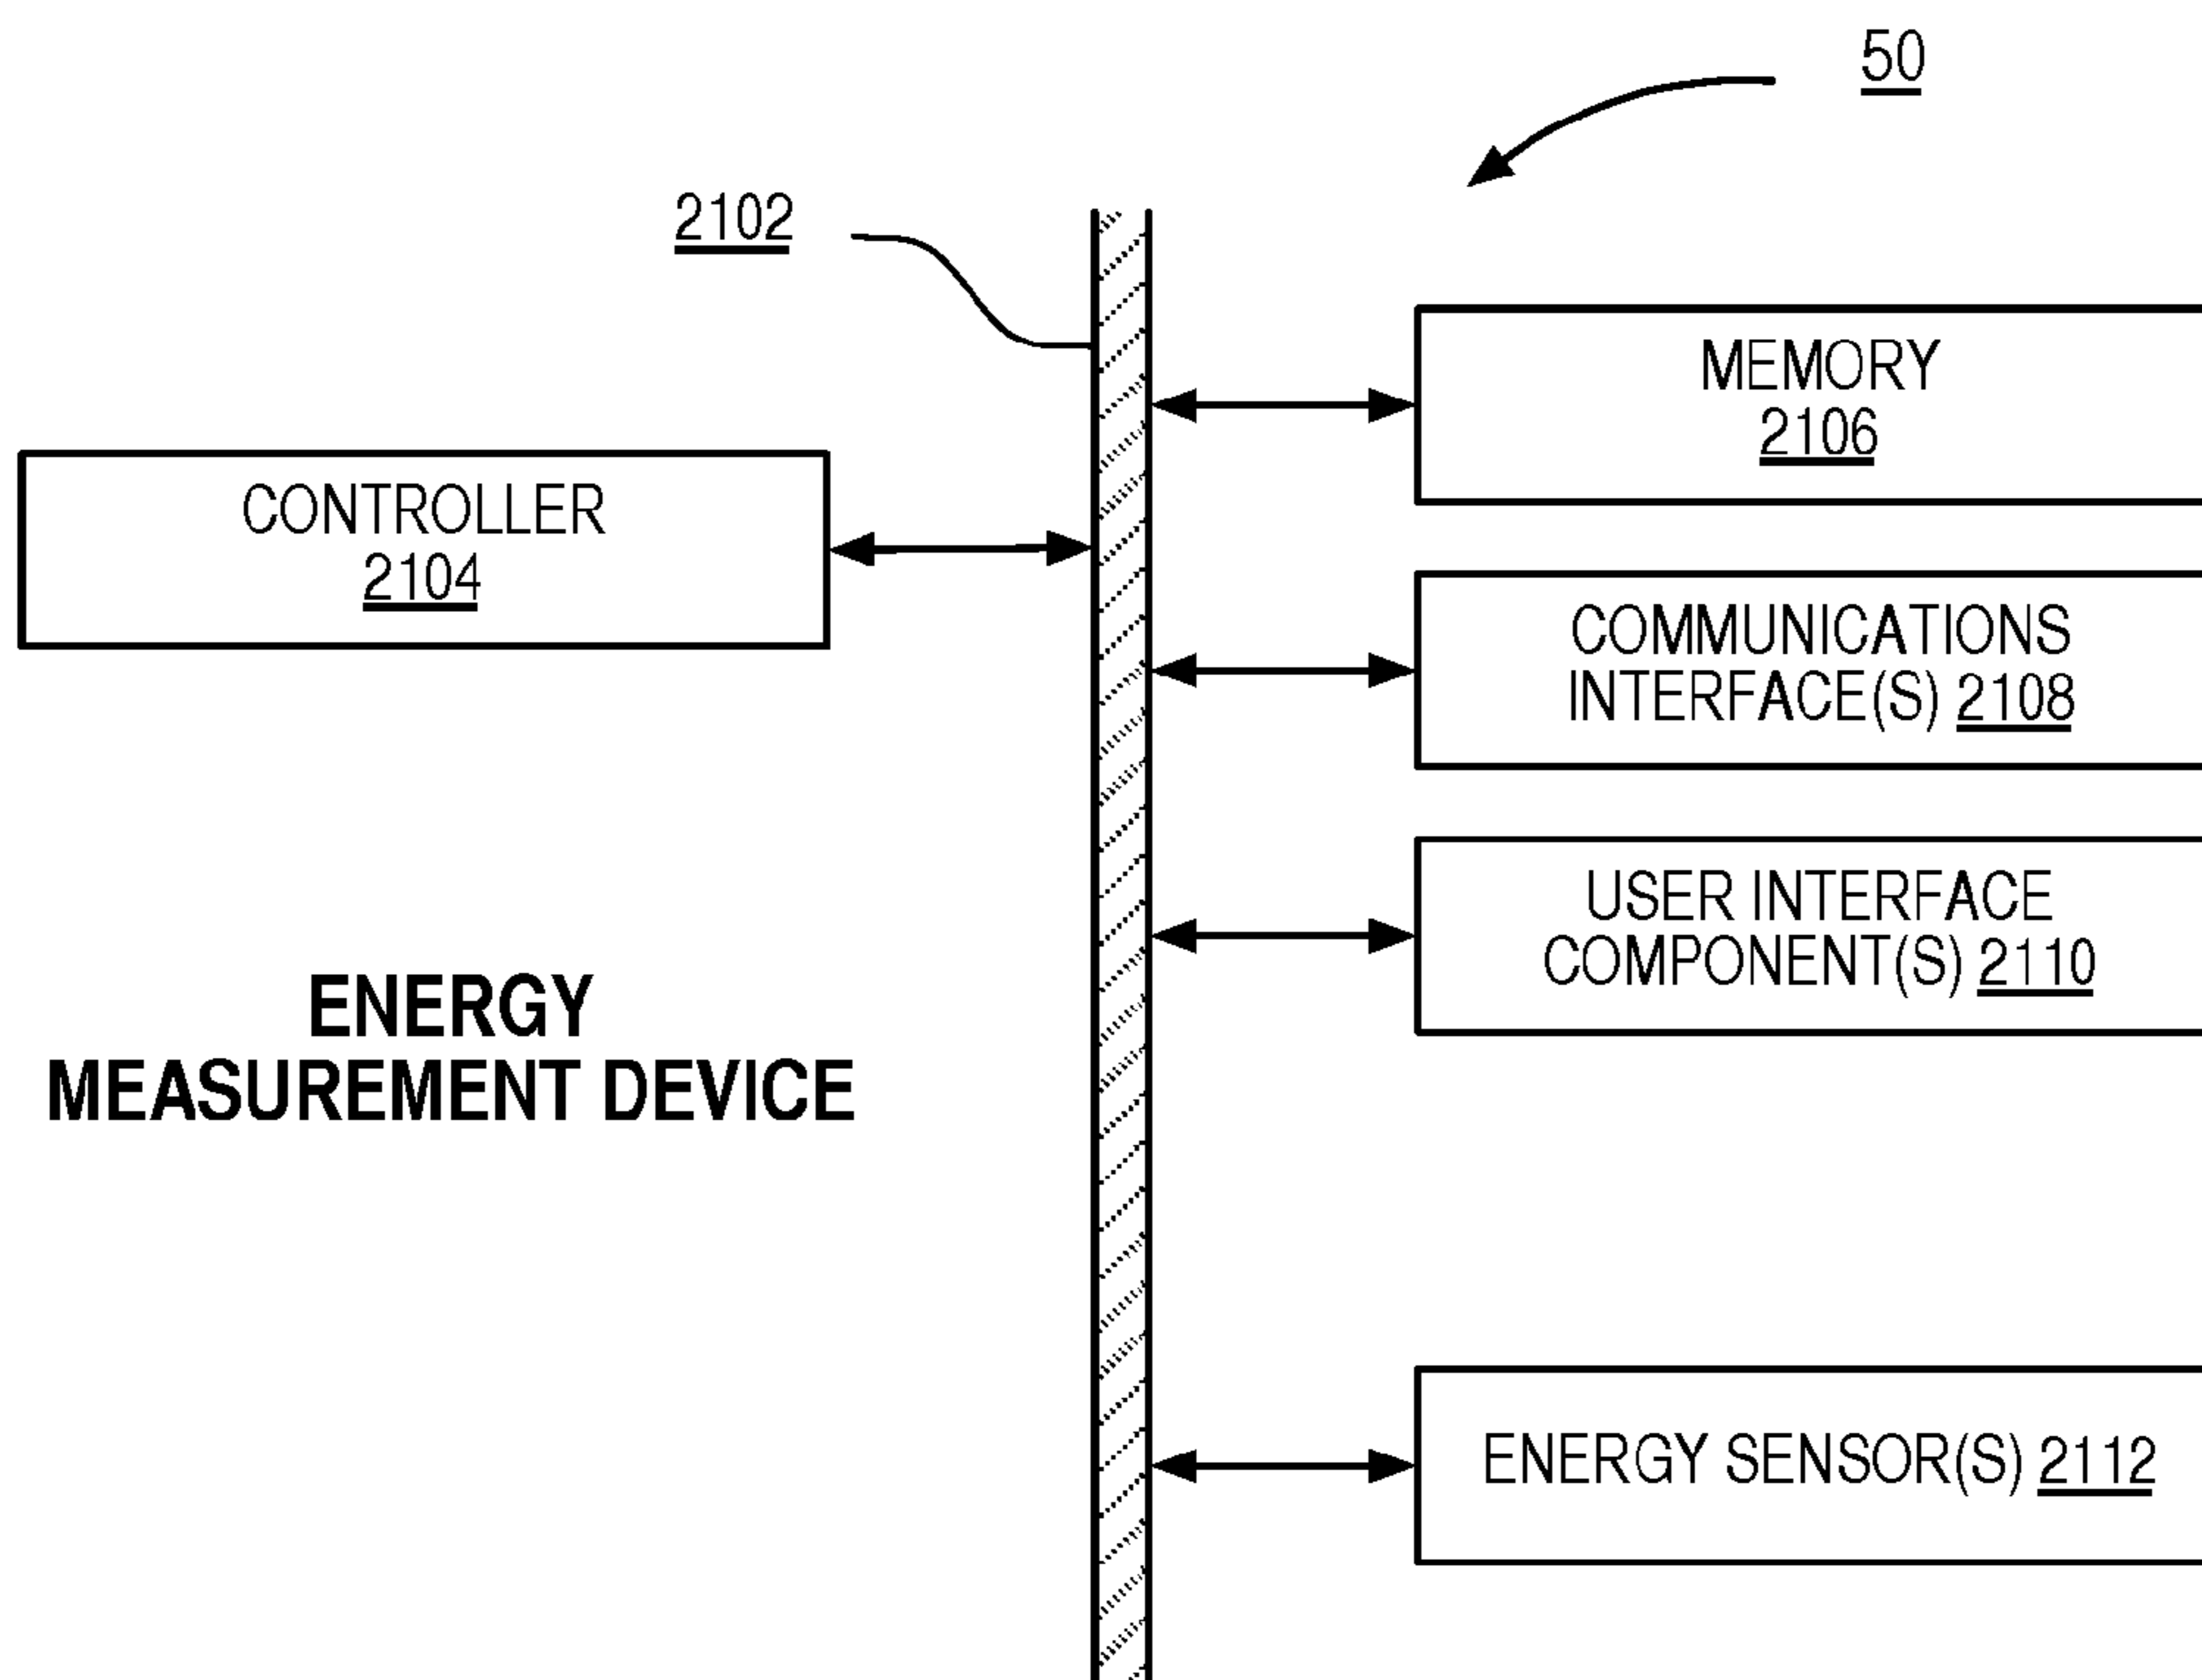 50
2102
MEMORY
2106
CONTROLLER
2104
COMMUNICATIONS
INTERFACE(S) 2108
USER INTERFACE
COMPONENT(S) 2110
ENERGY
MEASUREMENT DEVICE
ENERGY SENSOR(S) 2112